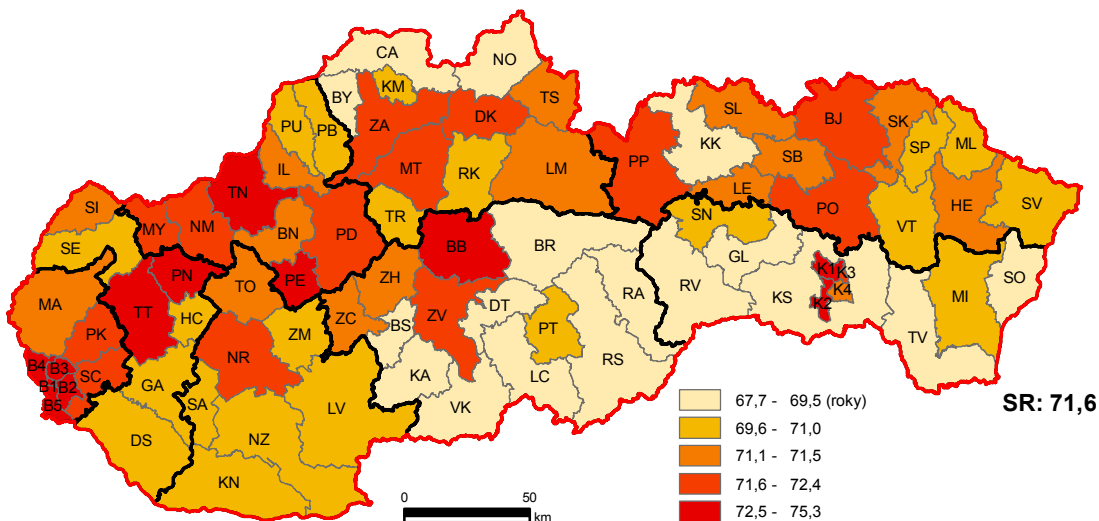 CA
NO
BY
KM
TS
SL
BJ
SK
ZA
DK
KK
SP
ML
PU
PB
MT
RK
LM
PP
SB
IL
LE
PO
HE
SV
TN
VT
SI
MY
NM
BN
PD
TR
SN
SE
BB
BR
GL
PN
PE
ZH
RV
KS
K1
K3
SO
MA
TT
TO
K4
K2
MI
HC
ZC
BS
ZV
DT
RA
PK
ZM
PT
TV
NR
B4
B3
SC
RS
B1
B2
GA
KA
LC
B5
SA
LV
VK
DS
NZ
KN
67,7 - 69,5 (roky)
69,6 - 71,0
71,1 - 71,5
71,6 - 72,4
72,5 - 75,3
SR: 71,6
0 50
km